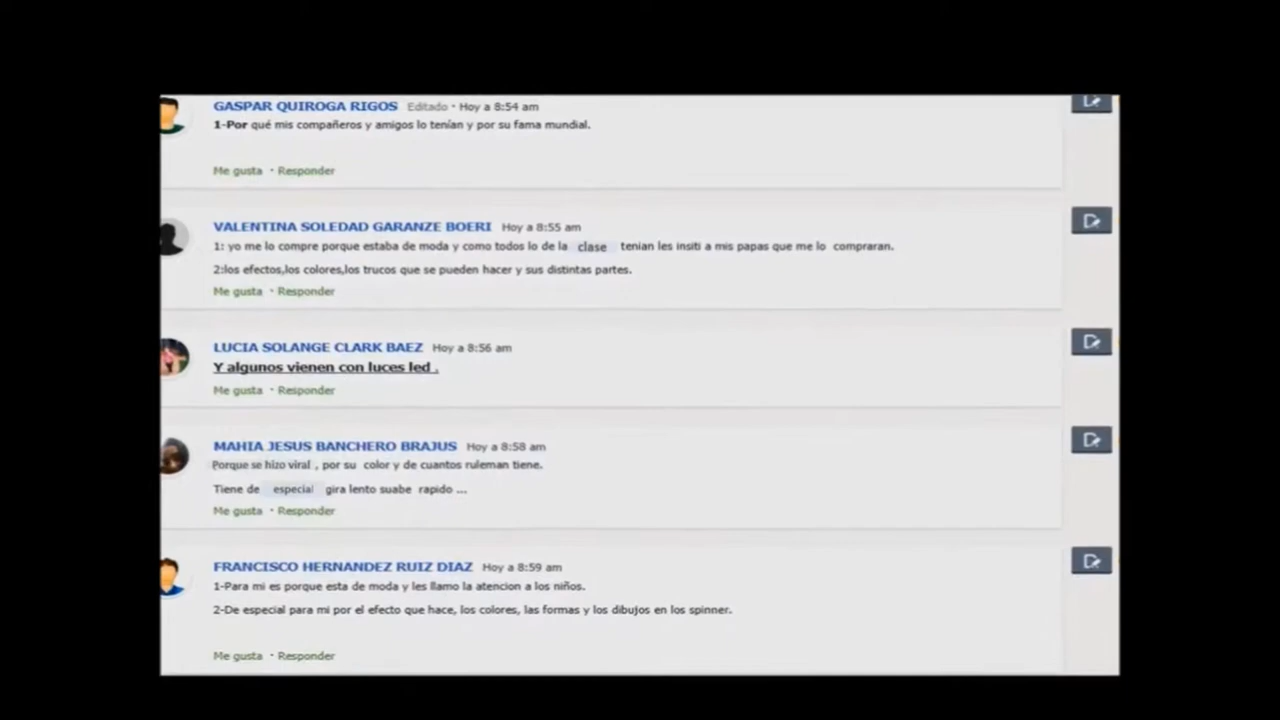 GASPAR QUIROGA RIGOS Editado · Hoy a 8:54 am
1-Por qué mis compañeros y amigos lo tenían y por su fama mundial.
Me gusta · Responder
VALENTINA SOLEDAD GARANZE BOERI Hoy a 8:55 am
1: yo me lo compre porque estaba de moda y como todos lo de la clase tenian les insiti a mis papas que me lo compraran.
2:los efectos,los colores,los trucos que se pueden hacer y sus distintas partes.
Me gusta · Responder
LUCIA SOLANGE CLARK BAEZ Hoy a 8:56 am
Y algunos vienen con luces led .
Me gusta · Responder
MAHIA JESUS BANCHERO BRAJUS Hoy a 8:58 am
Porque se hizo viral , por su color y de cuantos ruleman tiene.
Tiene de especial gira lento suabe rapido ...
Me gusta · Responder
FRANCISCO HERNANDEZ RUIZ DIAZ Hoy a 8:59 am
1-Para mi es porque esta de moda y les llamo la atencion a los niños.
2-De especial para mi por el efecto que hace, los colores, las formas y los dibujos en los spinner.
Me gusta · Responder